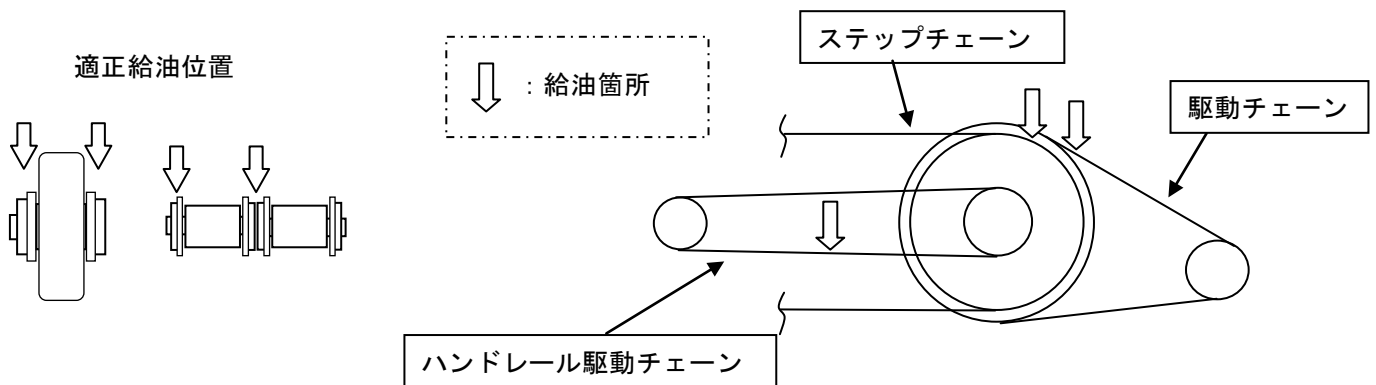 ステップチェーン
適正給油位置
：給油箇所
駆動チェーン
ハンドレール駆動チェーン